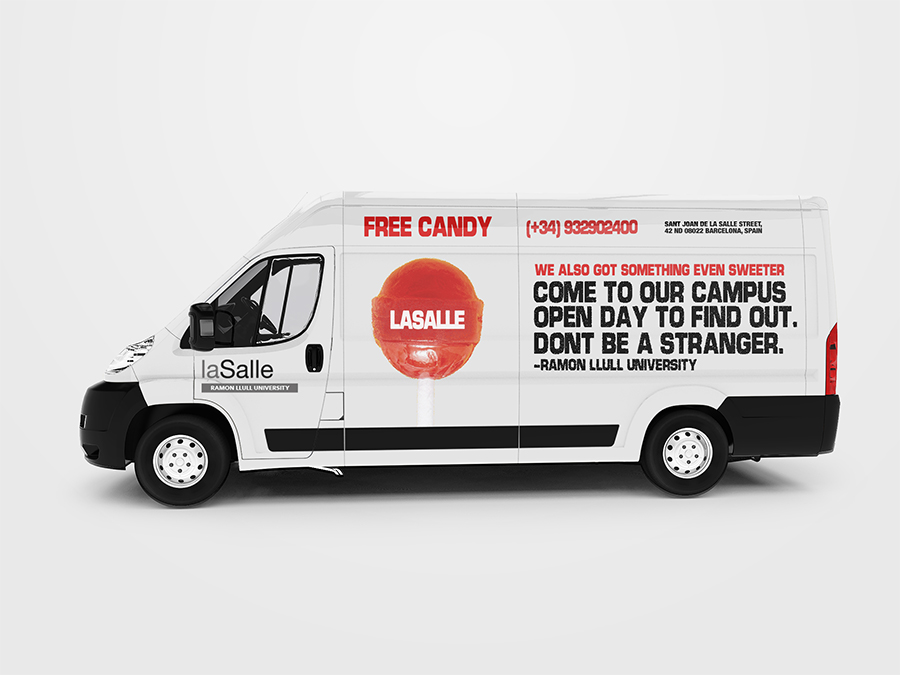 FREE CANDY
(+34) 932902400
SANT JOAN DE LA SALLE STREET,
42 ND 08022 BARCELONA, SPAIN
WE ALSO GOT SOMETHING EVEN SWEETER
COME TO OUR CAMPUS
OPEN DAY TO FIND OUT.
DONT BE A STRANGER.
-RAMON LLULL UNIVERSITY
LASALLE
laSalle
RAMON LLULL UNIVERSITY